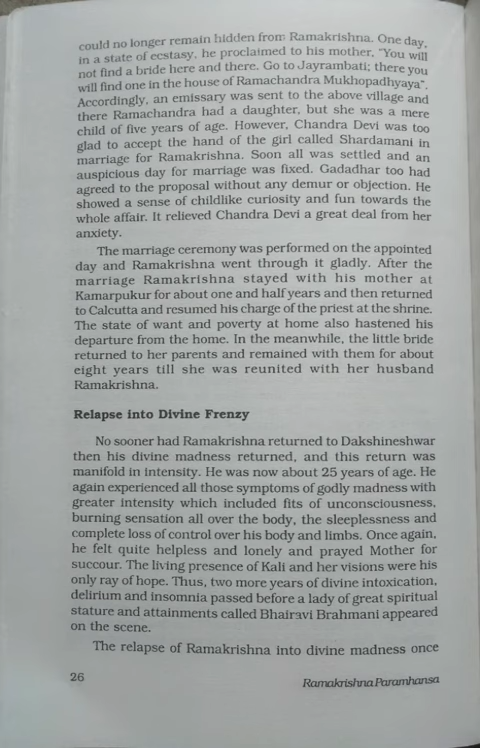 could no longer remain hidden from Ramakrishna. One day,
in a state of ecstasy, he proclaimed to his mother, "You will
not find a bride here and there. Go to Jayrambati; there you
will find one in the house of Ramachandra Mukhopadhyaya".
Accordingly, an emissary was sent to the above village and
there Ramachandra had a daughter, but she was a mere
child of five years of age. However, Chandra Devi was too
glad to accept the hand of the girl called Shardamani in
marriage for Ramakrishna. Soon all was settled and an
auspicious day for marriage was fixed. Gadadhar too had
agreed to the proposal without any demur or objection. He
showed a sense of childlike curiosity and fun towards the
whole affair. It relieved Chandra Devi a great deal from her
anxiety.
The marriage ceremony was performed on the appointed
day and Ramakrishna went through it gladly. After the
marriage Ramakrishna stayed with his mother at
Kamarpukur for about one and half years and then returned
to Calcutta and resumed his charge of the priest at the shrine.
The state of want and poverty at home also hastened his
departure from the home. In the meanwhile, the little bride
returned to her parents and remained with them for about
eight years till she was reunited with her husband
Ramakrishna.
Relapse into Divine Frenzy
No sooner had Ramakrishna returned to Dakshineshwar
then his divine madness returned, and this return was
manifold in intensity. He was now about 25 years of age. He
again experienced all those symptoms of godly madness with
greater intensity which included fits of unconsciousness,
burning sensation all over the body, the sleeplessness and
complete loss of control over his body and limbs. Once again,
he felt quite helpless and lonely and prayed Mother for
succour. The living presence of Kali and her visions were his
only ray of hope. Thus, two more years of divine intoxication,
delirium and insomnia passed before a lady of great spiritual
stature and attainments called Bhairavi Brahmani appeared
on the scene.
The relapse of Ramakrishna into divine madness once
26
Ramakrishna Paramhansa